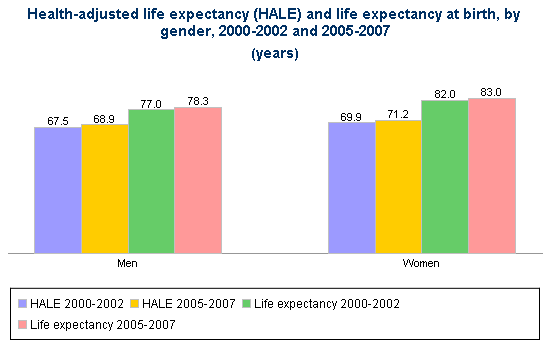 Health-adjusted life expectancy (HALE) and life expectancy at birth, by
gender, 2000-2002 and 2005-2007
(years)
67.5 68.9 77.0 78.3 69.9 71.2 82.0 83.0
Men Women
HALE 2000-2002 HALE 2005-2007 Life expectancy 2000-2002
Life expectancy 2005-2007